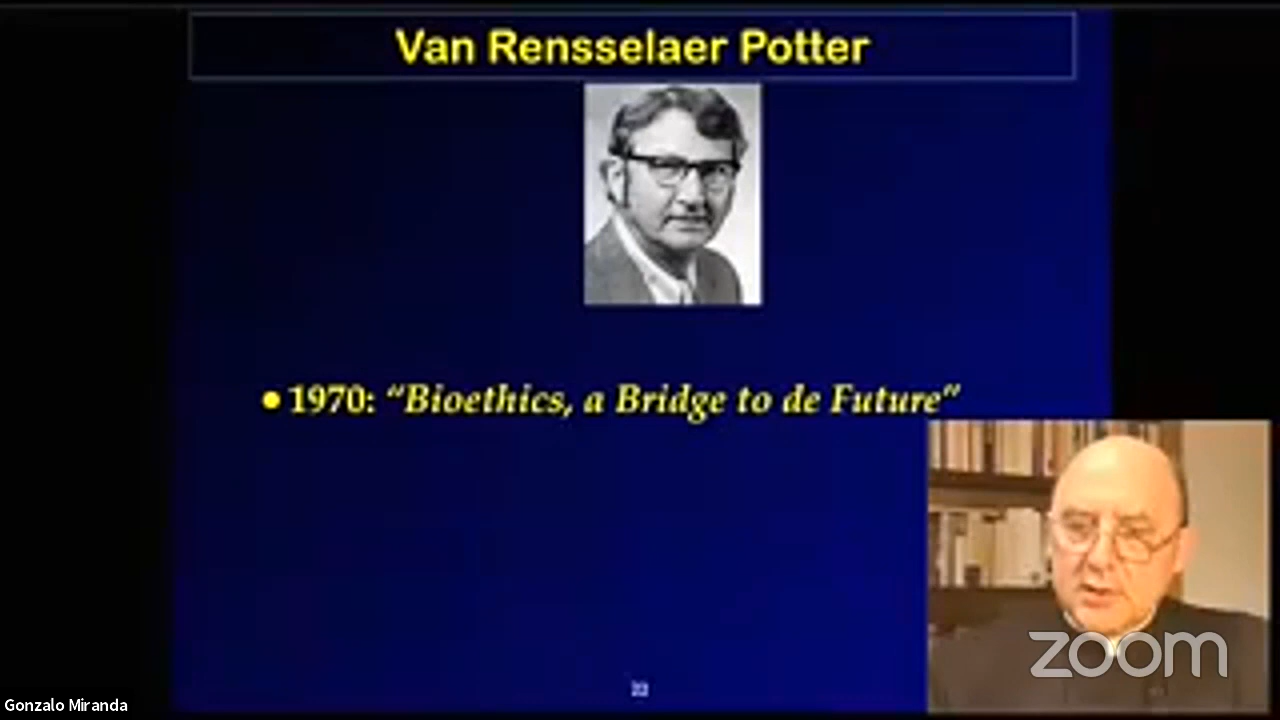 Van Rensselaer Potter
• 1970: “Bioethics, a Bridge to de Future”
zoom
Gonzalo Miranda